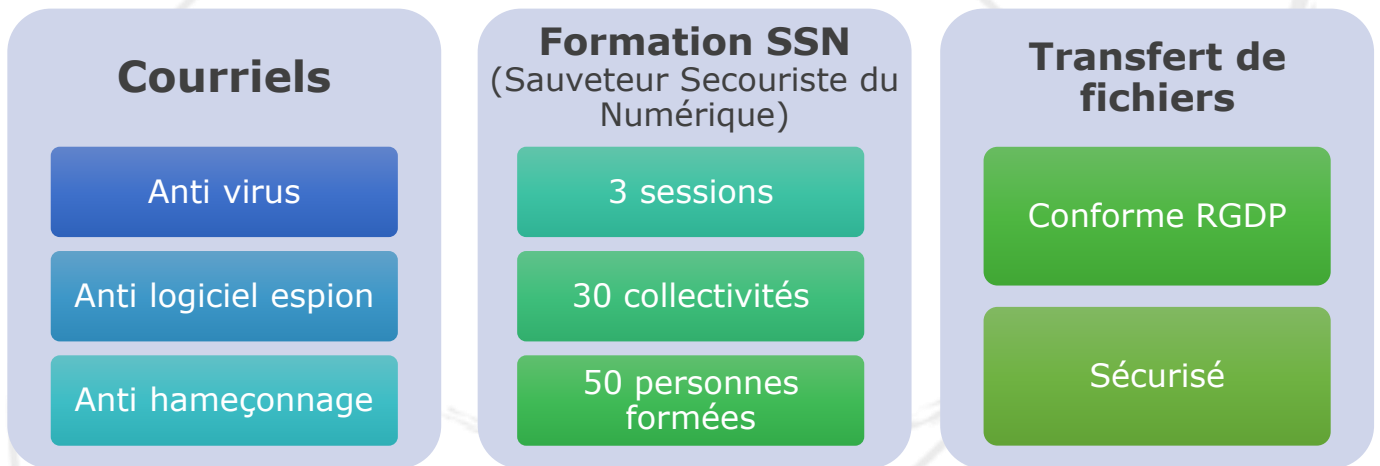 Courriels
Anti virus
Anti logiciel espion
Anti hameçonnage
Formation SSN
(Sauveteur Secouriste du
Numérique)
3 sessions
30 collectivités
50 personnes
formées
Transfert de
fichiers
Conforme RGDP
Sécurisé